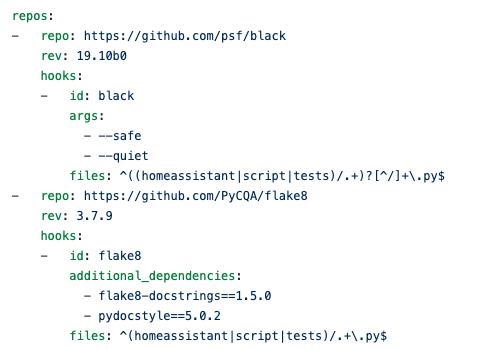 repos:
-   repo: https://github.com/psf/black
    rev: 19.10b0
    hooks:
    -   id: black
        args:
          - --safe
          - --quiet
        files: ^((homeassistant|script|tests)/.+)?[^/]+\.py$
-   repo: https://github.com/PyCQA/flake8
    rev: 3.7.9
    hooks:
    -   id: flake8
        additional_dependencies:
          - flake8-docstrings==1.5.0
          - pydocstyle==5.0.2
        files: ^(homeassistant|script|tests)/.+\.py$